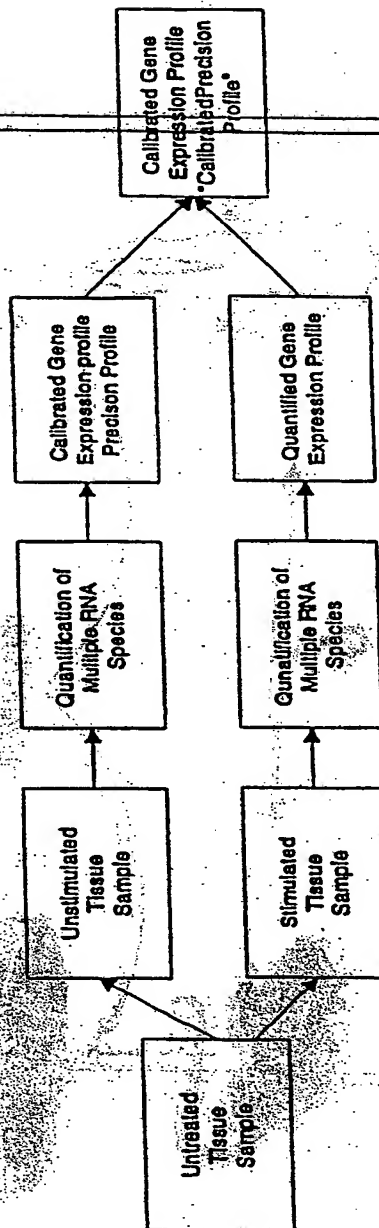 Untreated
Tissue
Sample
Unstimulated
Tissue
Sample
Quantification of
Multiple RNA
Species
Calibrated Gene
Expression-profile
Precison Profile
Stimulated
Tissue
Sample
Qunatification of
Multiple RNA
Species
Quantified Gene
Expression Profile
Calibrated Gene
Expression Profile
"CalibratedPrecision
Profile"